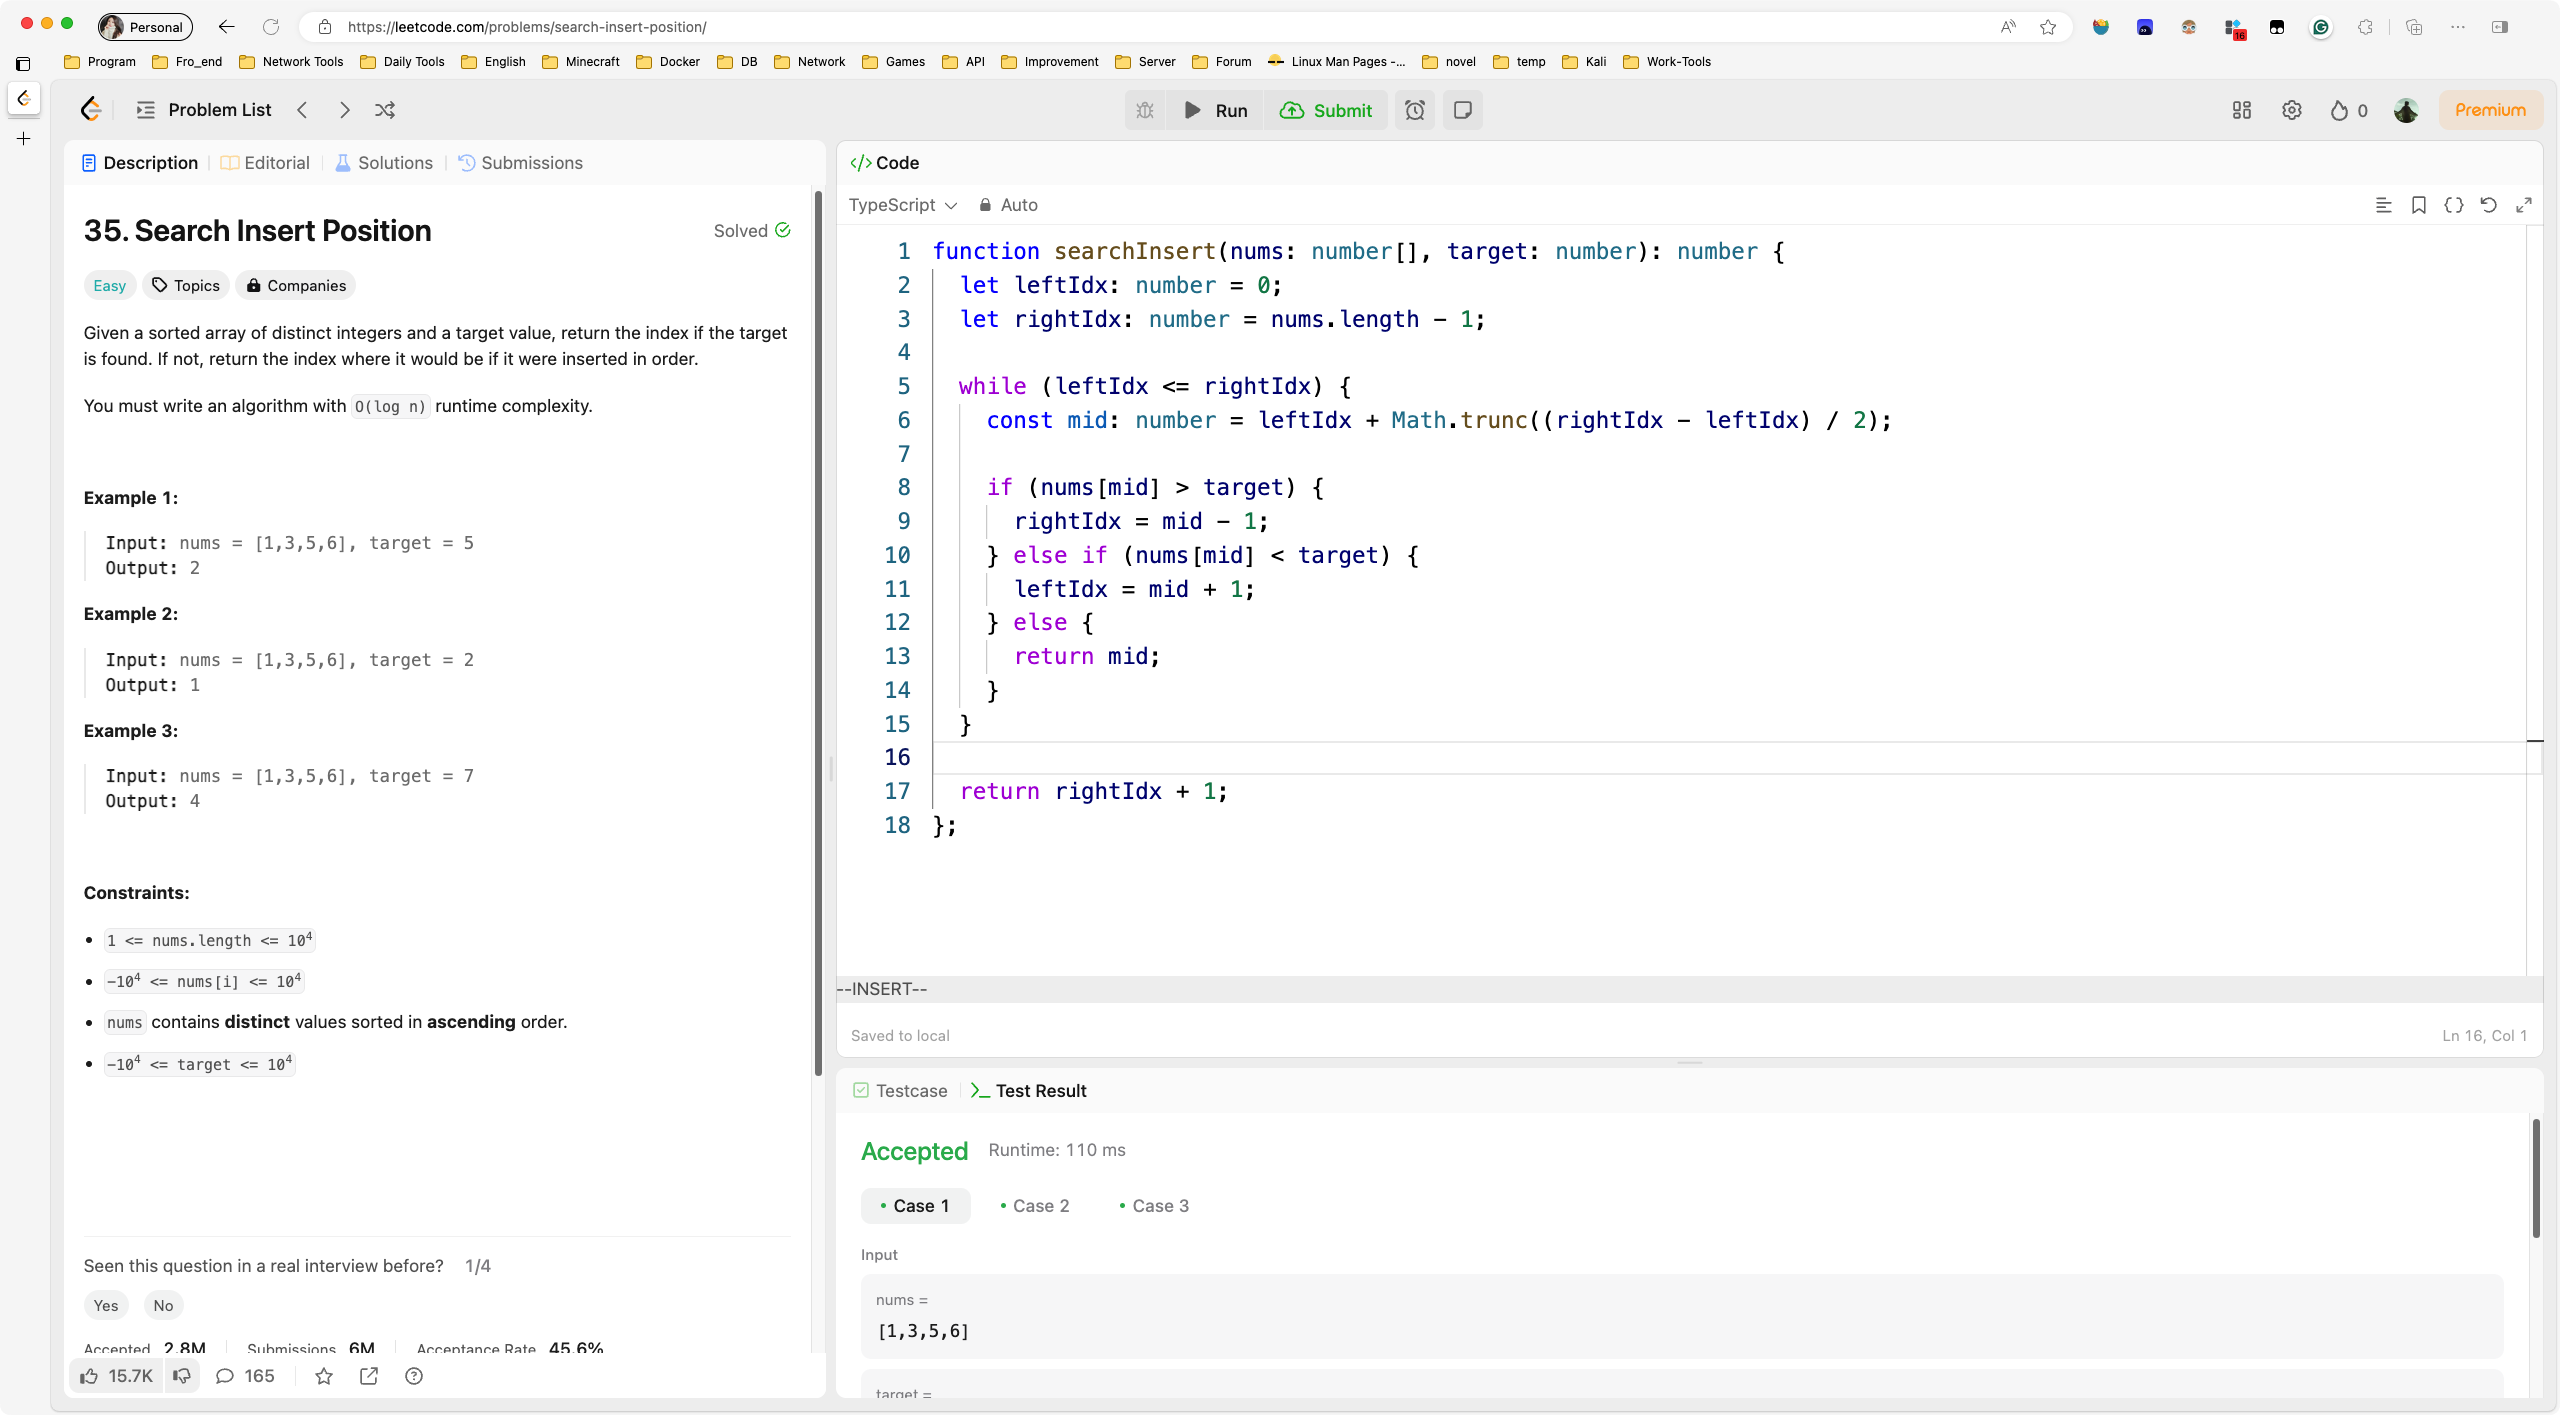 Personal
https://leetcode.com/problems/search-insert-position/
16
Program Fro_end Network Tools Daily Tools English Minecraft Docker DB Network Games API Improvement Server Forum Linux Man Pages -... novel temp Kali Work-Tools
Problem List
Run Submit
0
Premium
Description Editorial Solutions Submissions
35. Search Insert Position
Solved
Easy Topics Companies
Given a sorted array of distinct integers and a target value, return the index if the target
is found. If not, return the index where it would be if it were inserted in order.
You must write an algorithm with O(log n) runtime complexity.
Example 1:
Input: nums = [1,3,5,6], target = 5
Output: 2
Example 2:
Input: nums = [1,3,5,6], target = 2
Output: 1
Example 3:
Input: nums = [1,3,5,6], target = 7
Output: 4
Constraints:
• 1 <= nums.length <= 10⁴
• -10⁴ <= nums[i] <= 10⁴
• nums contains distinct values sorted in ascending order.
• -10⁴ <= target <= 10⁴
Seen this question in a real interview before? 1/4
Yes No
Accepted 2.8M Submissions 6M Acceptance Rate 45.6%
15.7K 165
</> Code
TypeScript Auto
1 function searchInsert(nums: number[], target: number): number {
2 let leftIdx: number = 0;
3 let rightIdx: number = nums.length - 1;
4
5 while (leftIdx <= rightIdx) {
6 const mid: number = leftIdx + Math.trunc((rightIdx - leftIdx) / 2);
7
8 if (nums[mid] > target) {
9 rightIdx = mid - 1;
10 } else if (nums[mid] < target) {
11 leftIdx = mid + 1;
12 } else {
13 return mid;
14 }
15 }
16
17 return rightIdx + 1;
18 };
--INSERT--
Saved to local
Ln 16, Col 1
Testcase >_ Test Result
Accepted Runtime: 110 ms
• Case 1 • Case 2 • Case 3
Input
nums =
[1,3,5,6]
target =